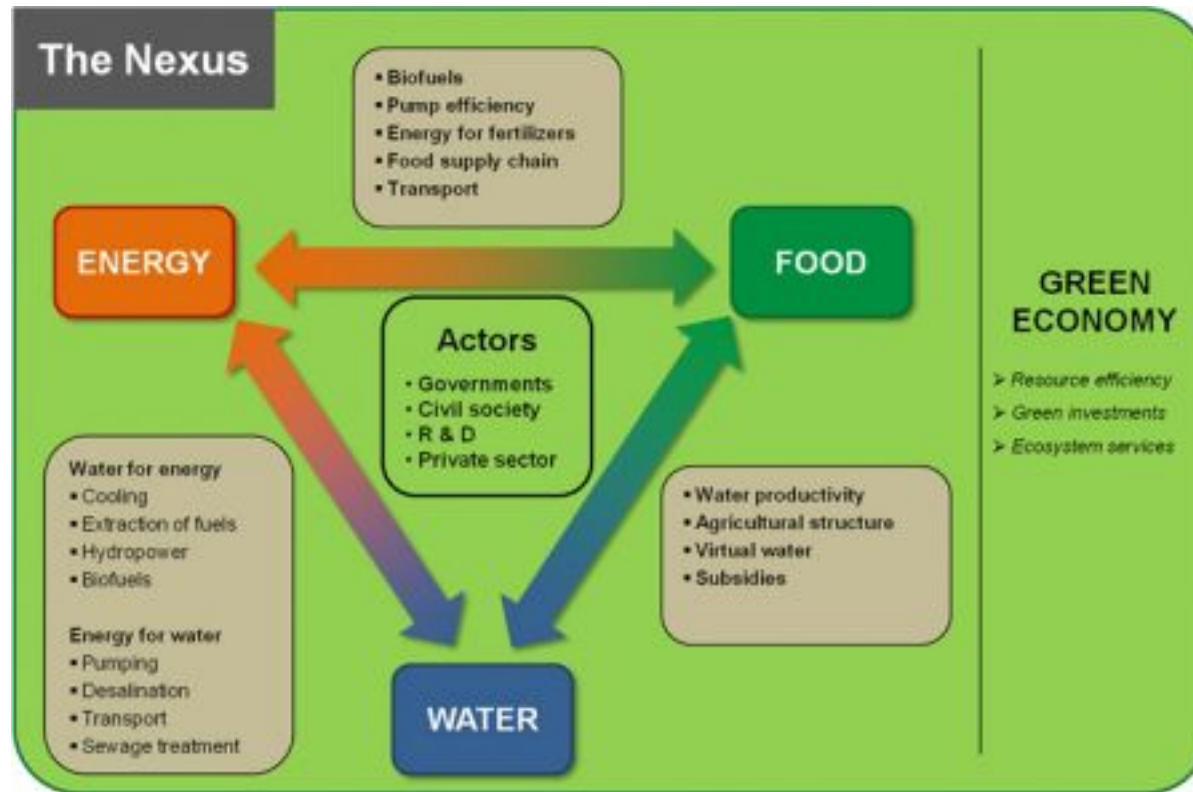 The Nexus
▪ Biofuels
▪ Pump efficiency
▪ Energy for fertilizers
▪ Food supply chain
▪ Transport
ENERGY
FOOD
Actors
• Governments
• Civil society
• R & D
• Private sector
Water for energy
▪ Cooling
▪ Extraction of fuels
▪ Hydropower
▪ Biofuels
Energy for water
▪ Pumping
▪ Desalination
▪ Transport
▪ Sewage treatment
▪ Water productivity
▪ Agricultural structure
▪ Virtual water
▪ Subsidies
WATER
GREEN
ECONOMY
➢ Resource efficiency
➢ Green investments
➢ Ecosystem services